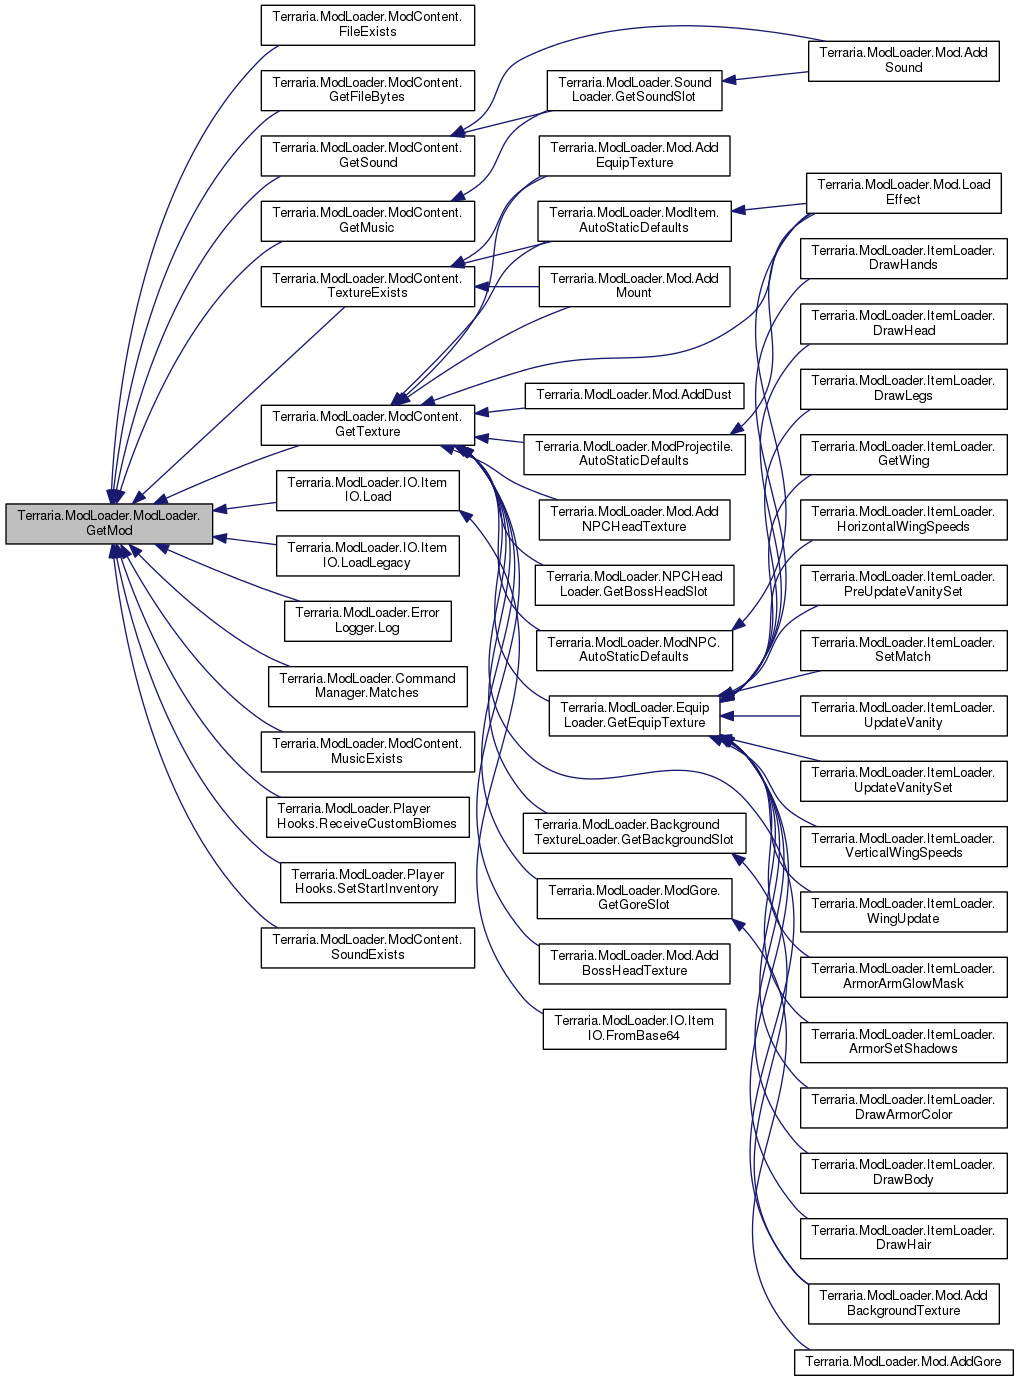 Terraria.ModLoader.ModLoader.
GetMod
Terraria.ModLoader.ModContent.
FileExists
Terraria.ModLoader.ModContent.
GetFileBytes
Terraria.ModLoader.ModContent.
GetSound
Terraria.ModLoader.ModContent.
GetMusic
Terraria.ModLoader.ModContent.
TextureExists
Terraria.ModLoader.ModContent.
GetTexture
Terraria.ModLoader.IO.Item
IO.Load
Terraria.ModLoader.IO.Item
IO.LoadLegacy
Terraria.ModLoader.Error
Logger.Log
Terraria.ModLoader.Command
Manager.Matches
Terraria.ModLoader.ModContent.
MusicExists
Terraria.ModLoader.Player
Hooks.ReceiveCustomBiomes
Terraria.ModLoader.Player
Hooks.SetStartInventory
Terraria.ModLoader.ModContent.
SoundExists
Terraria.ModLoader.Sound
Loader.GetSoundSlot
Terraria.ModLoader.Mod.Add
EquipTexture
Terraria.ModLoader.ModItem.
AutoStaticDefaults
Terraria.ModLoader.Mod.Add
Mount
Terraria.ModLoader.Mod.AddDust
Terraria.ModLoader.ModProjectile.
AutoStaticDefaults
Terraria.ModLoader.Mod.Add
NPCHeadTexture
Terraria.ModLoader.NPCHead
Loader.GetBossHeadSlot
Terraria.ModLoader.ModNPC.
AutoStaticDefaults
Terraria.ModLoader.Equip
Loader.GetEquipTexture
Terraria.ModLoader.Background
TextureLoader.GetBackgroundSlot
Terraria.ModLoader.ModGore.
GetGoreSlot
Terraria.ModLoader.Mod.Add
BossHeadTexture
Terraria.ModLoader.IO.Item
IO.FromBase64
Terraria.ModLoader.Mod.Add
Sound
Terraria.ModLoader.Mod.Load
Effect
Terraria.ModLoader.ItemLoader.
DrawHands
Terraria.ModLoader.ItemLoader.
DrawHead
Terraria.ModLoader.ItemLoader.
DrawLegs
Terraria.ModLoader.ItemLoader.
GetWing
Terraria.ModLoader.ItemLoader.
HorizontalWingSpeeds
Terraria.ModLoader.ItemLoader.
PreUpdateVanitySet
Terraria.ModLoader.ItemLoader.
SetMatch
Terraria.ModLoader.ItemLoader.
UpdateVanity
Terraria.ModLoader.ItemLoader.
UpdateVanitySet
Terraria.ModLoader.ItemLoader.
VerticalWingSpeeds
Terraria.ModLoader.ItemLoader.
WingUpdate
Terraria.ModLoader.ItemLoader.
ArmorArmGlowMask
Terraria.ModLoader.ItemLoader.
ArmorSetShadows
Terraria.ModLoader.ItemLoader.
DrawArmorColor
Terraria.ModLoader.ItemLoader.
DrawBody
Terraria.ModLoader.ItemLoader.
DrawHair
Terraria.ModLoader.Mod.Add
BackgroundTexture
Terraria.ModLoader.Mod.AddGore